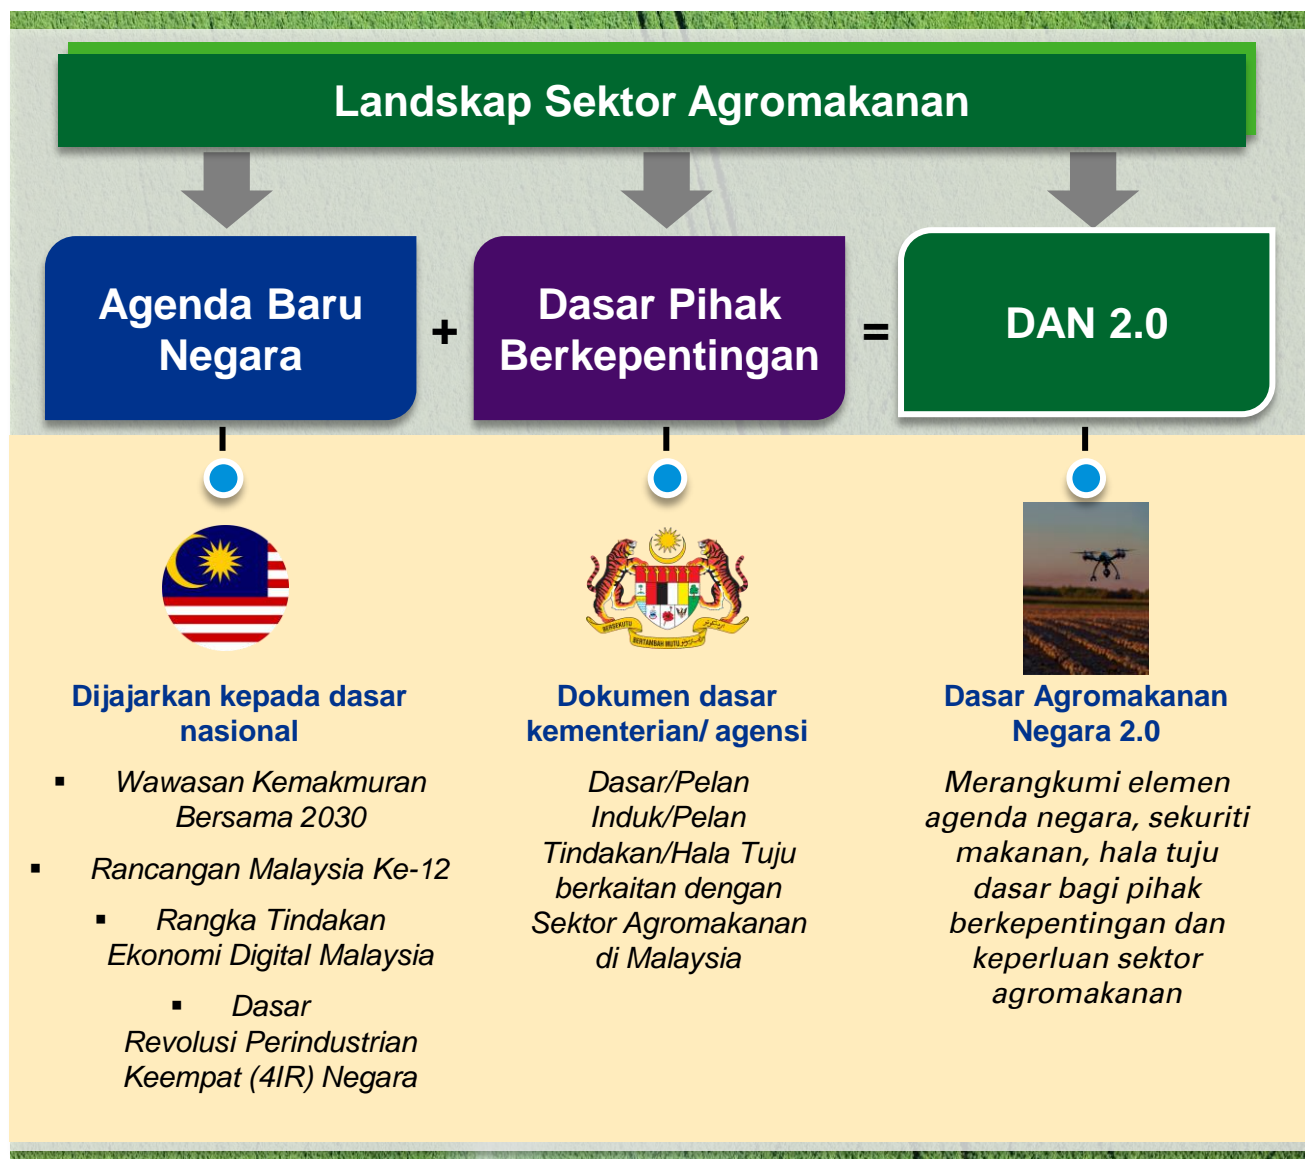 Landskap Sektor Agromakanan
Agenda Baru
Negara
+
Dasar Pihak
Berkepentingan
=
DAN 2.0
BERSEKUTU
BERTAMBAH MUTU
Dijajarkan kepada dasar
nasional
▪ Wawasan Kemakmuran
Bersama 2030
▪ Rancangan Malaysia Ke-12
▪ Rangka Tindakan
Ekonomi Digital Malaysia
▪ Dasar
Revolusi Perindustrian
Keempat (4IR) Negara
Dokumen dasar
kementerian/ agensi
Dasar/Pelan
Induk/Pelan
Tindakan/Hala Tuju
berkaitan dengan
Sektor Agromakanan
di Malaysia
Dasar Agromakanan
Negara 2.0
Merangkumi elemen
agenda negara, sekuriti
makanan, hala tuju
dasar bagi pihak
berkepentingan dan
keperluan sektor
agromakanan